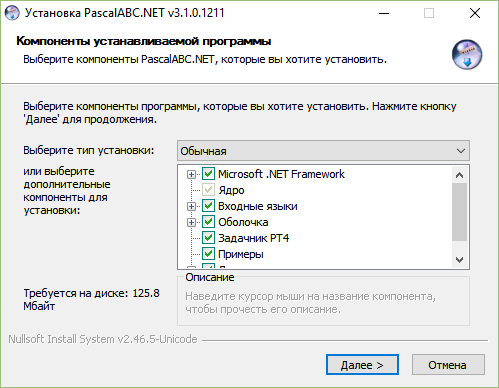 Установка PascalABC.NET v3.1.0.1211
Компоненты устанавливаемой программы
Выберите компоненты PascalABC.NET, которые вы хотите установить.
Выберите компоненты программы, которые вы хотите установить. Нажмите кнопку
'Далее' для продолжения.
Выберите тип установки:
Обычная
или выберите
дополнительные
компоненты для
установки:
Microsoft .NET Framework
Ядро
Входные языки
Оболочка
Задачник PT4
Примеры
Требуется на диске: 125.8
Мбайт
Описание
Наведите курсор мыши на название компонента,
чтобы прочесть его описание.
Nullsoft Install System v2.46.5-Unicode
Далее >
Отмена